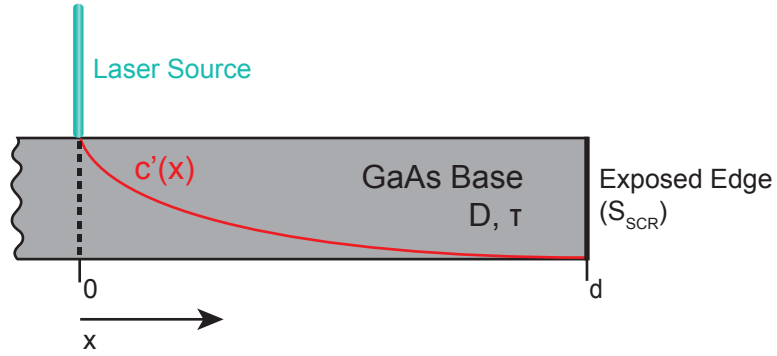 Laser Source
c'(x)
GaAs Base
D, τ
Exposed Edge
(S_SCR)
0
d
x